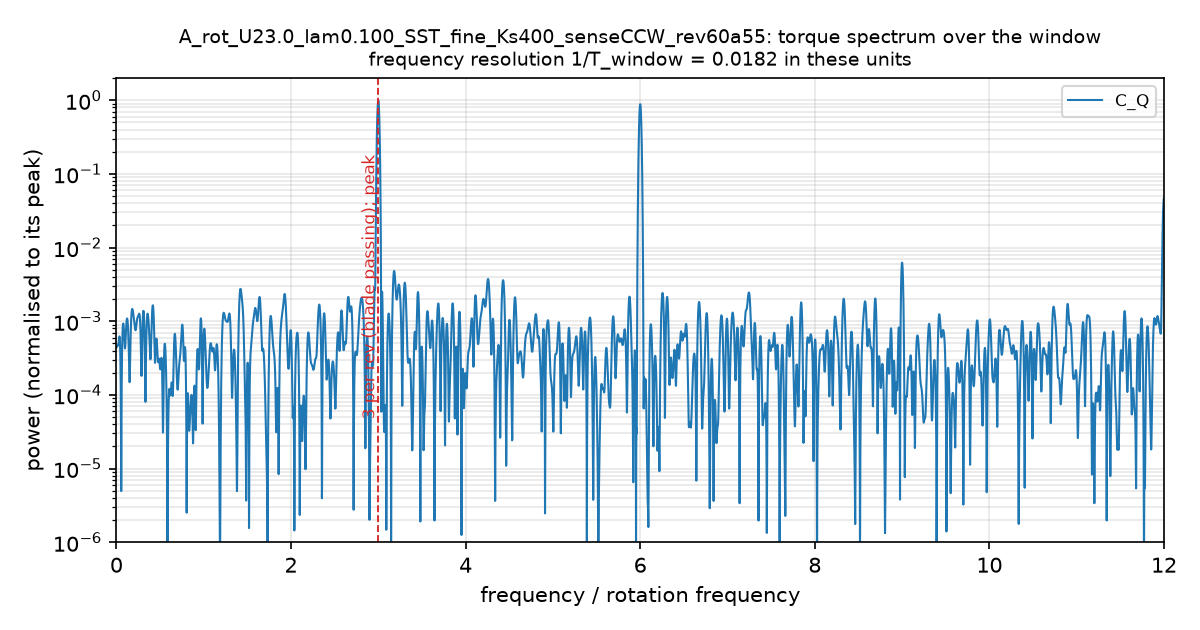 A_rot_U23.0_lam0.100_SST_fine_Ks400_senseCCW_rev60a55: torque spectrum over the window
frequency resolution 1/T_window = 0.0182 in these units
power (normalised to its peak)
10⁰
10⁻¹
10⁻²
10⁻³
10⁻⁴
10⁻⁵
10⁻⁶
C_Q
3 per rev (blade passing); peak
0 2 4 6 8 10 12
frequency / rotation frequency